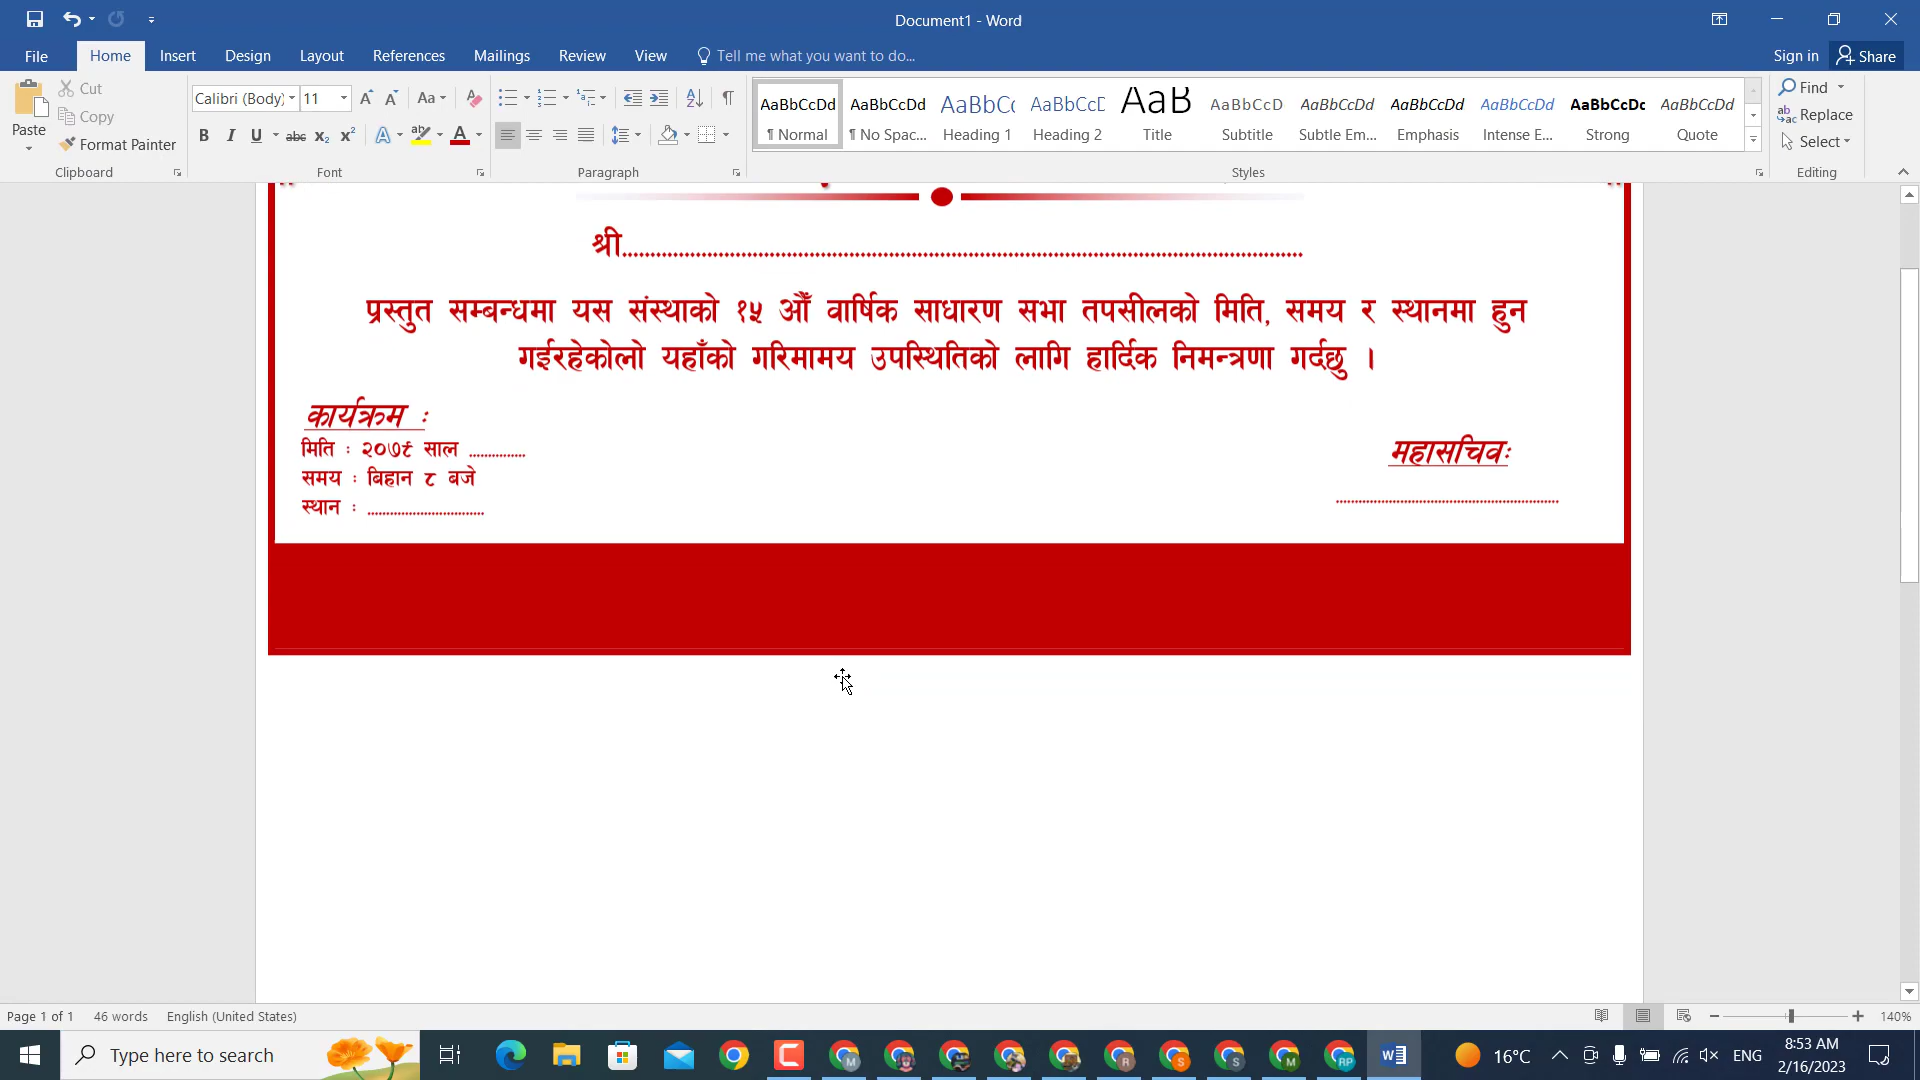 Document1 - Word
File Home Insert Design Layout References Mailings Review View Tell me what you want to do... Sign in Share
Paste
Cut
Copy
Format Painter
Clipboard
Calibri (Body) 11
Font
Paragraph
AaBbCcDd AaBbCcDd AaBbC AaBbCcD AaB AaBbCcD AaBbCcDd AaBbCcDd AaBbCcDd AaBbCcDc AaBbCcDd
¶ Normal ¶ No Spac... Heading 1 Heading 2 Title Subtitle Subtle Em... Emphasis Intense E... Strong Quote
Styles
Find
Replace
Select
Editing
श्री...............................................................................................
प्रस्तुत सम्बन्धमा यस संस्थाको १५ औँ वार्षिक साधारण सभा तपसीलको मिति, समय र स्थानमा हुन
गईरहेकोलो यहाँको गरिमामय उपस्थितिको लागि हार्दिक निमन्त्रणा गर्दछु ।
कार्यक्रम :
मिति : २०७९ साल ...............
समय : बिहान ८ बजे
स्थान : ...............................
महासचिवः
............................................................
Page 1 of 1 46 words English (United States) 140%
Type here to search
16°C ENG
8:53 AM
2/16/2023